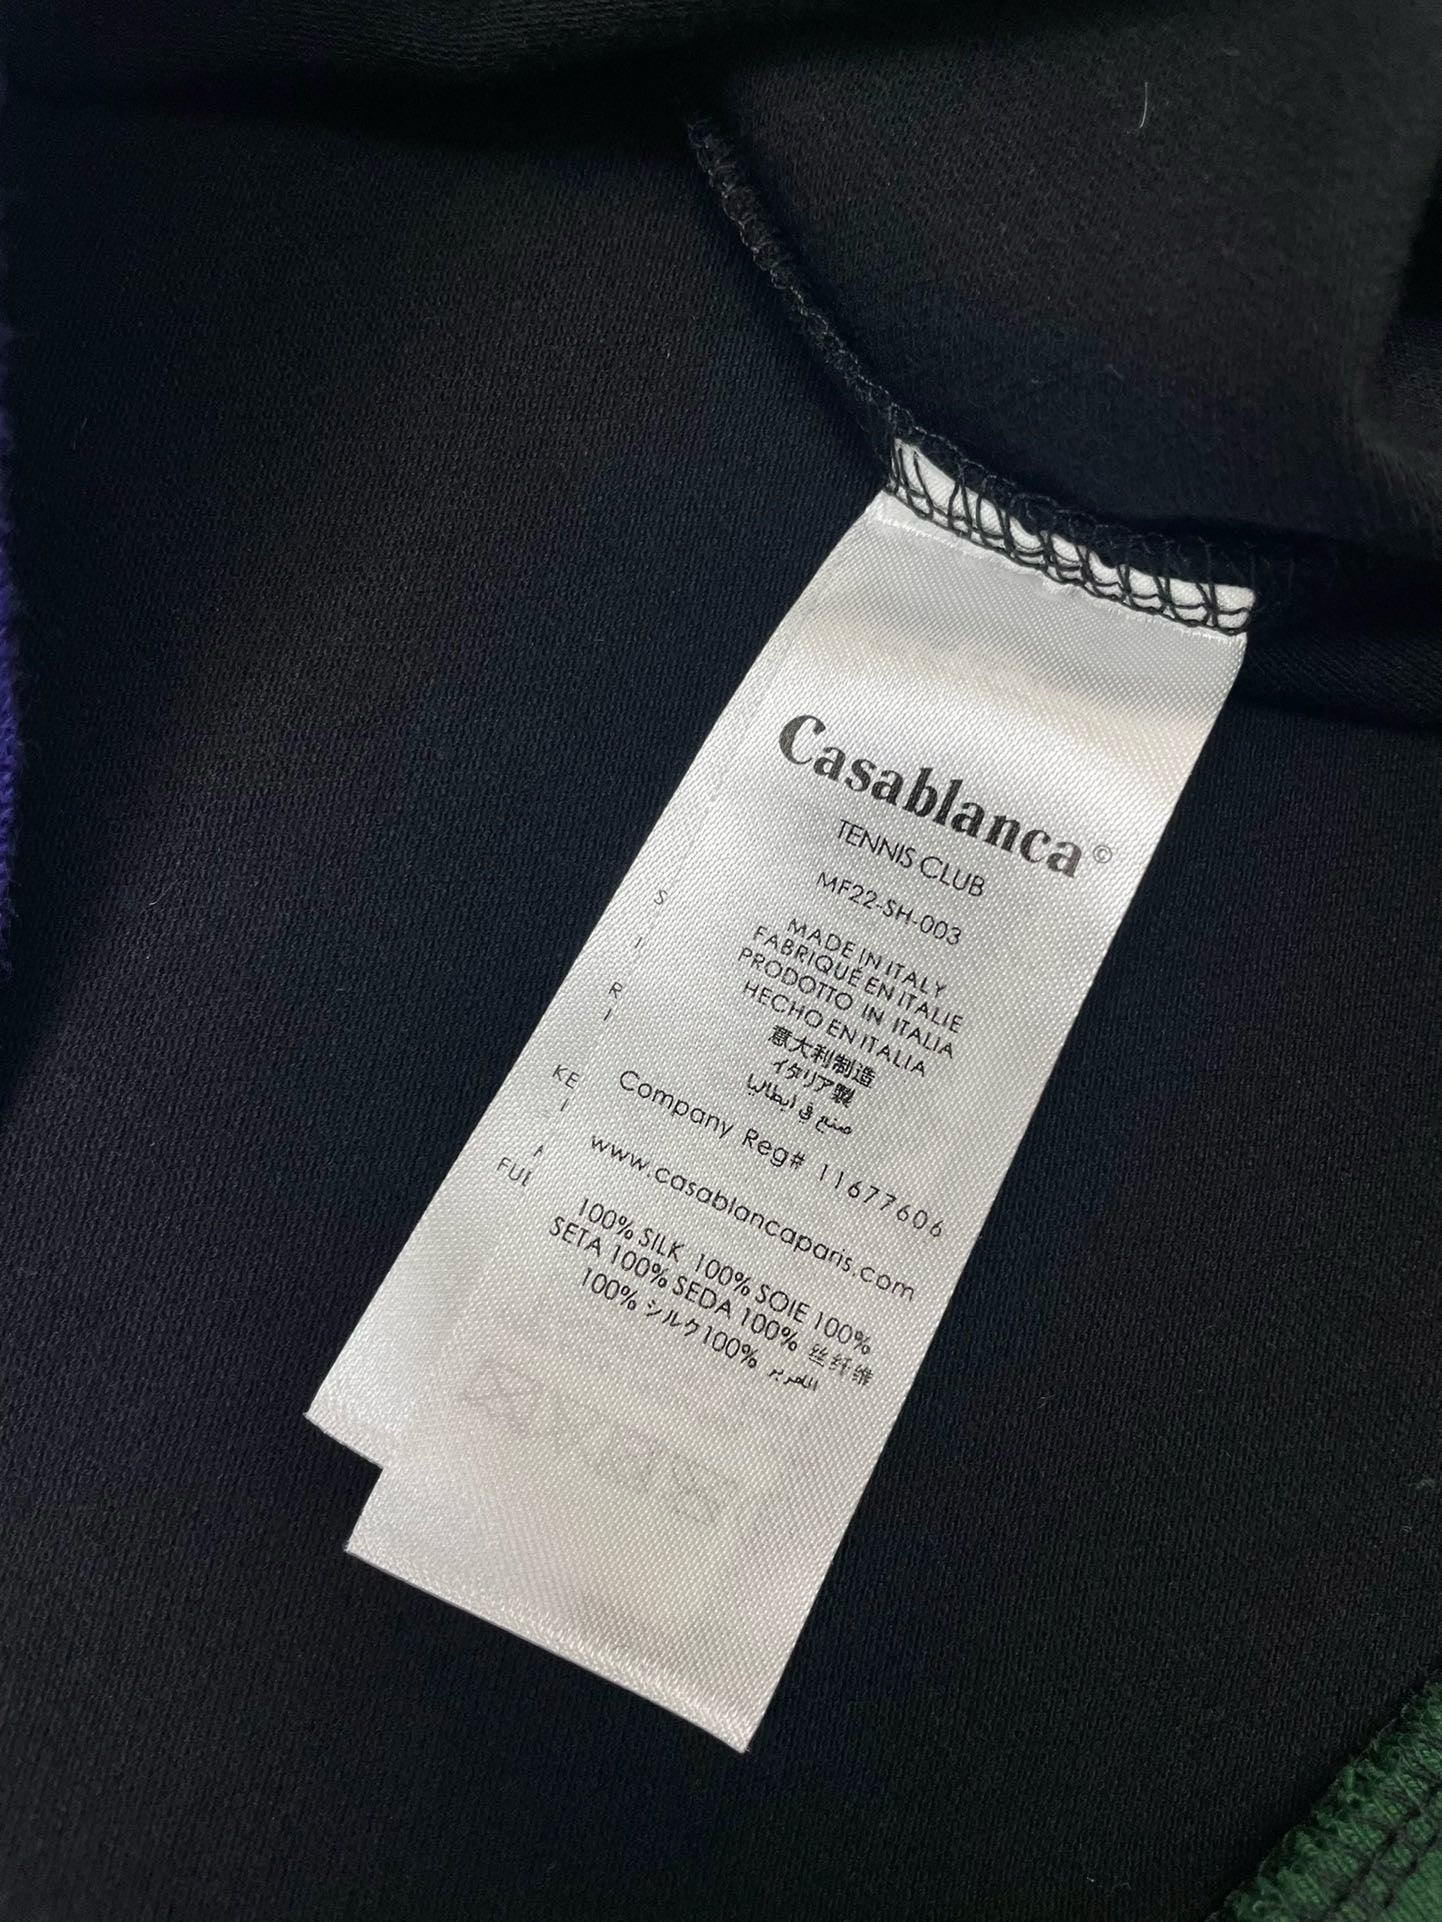 Casablanca©
TENNIS CLUB
MF22-SH-003
MADE IN ITALY
FABRIQUÉ EN ITALIE
PRODOTTO IN ITALIA
HECHO EN ITALIA
意大利制造
イタリア製
صنع في ايطاليا
Company Reg# 11677606
www.casablancaparis.com
100% SILK 100% SOIE 100%
SETA 100% SEDA 100% 丝纤维
100% シルク100%